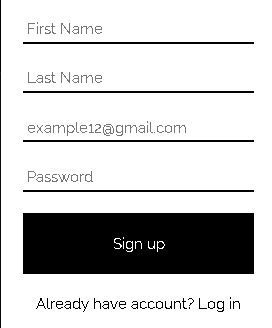 First Name
Last Name
example12@gmail.com
Password
Sign up
Already have account? Log in